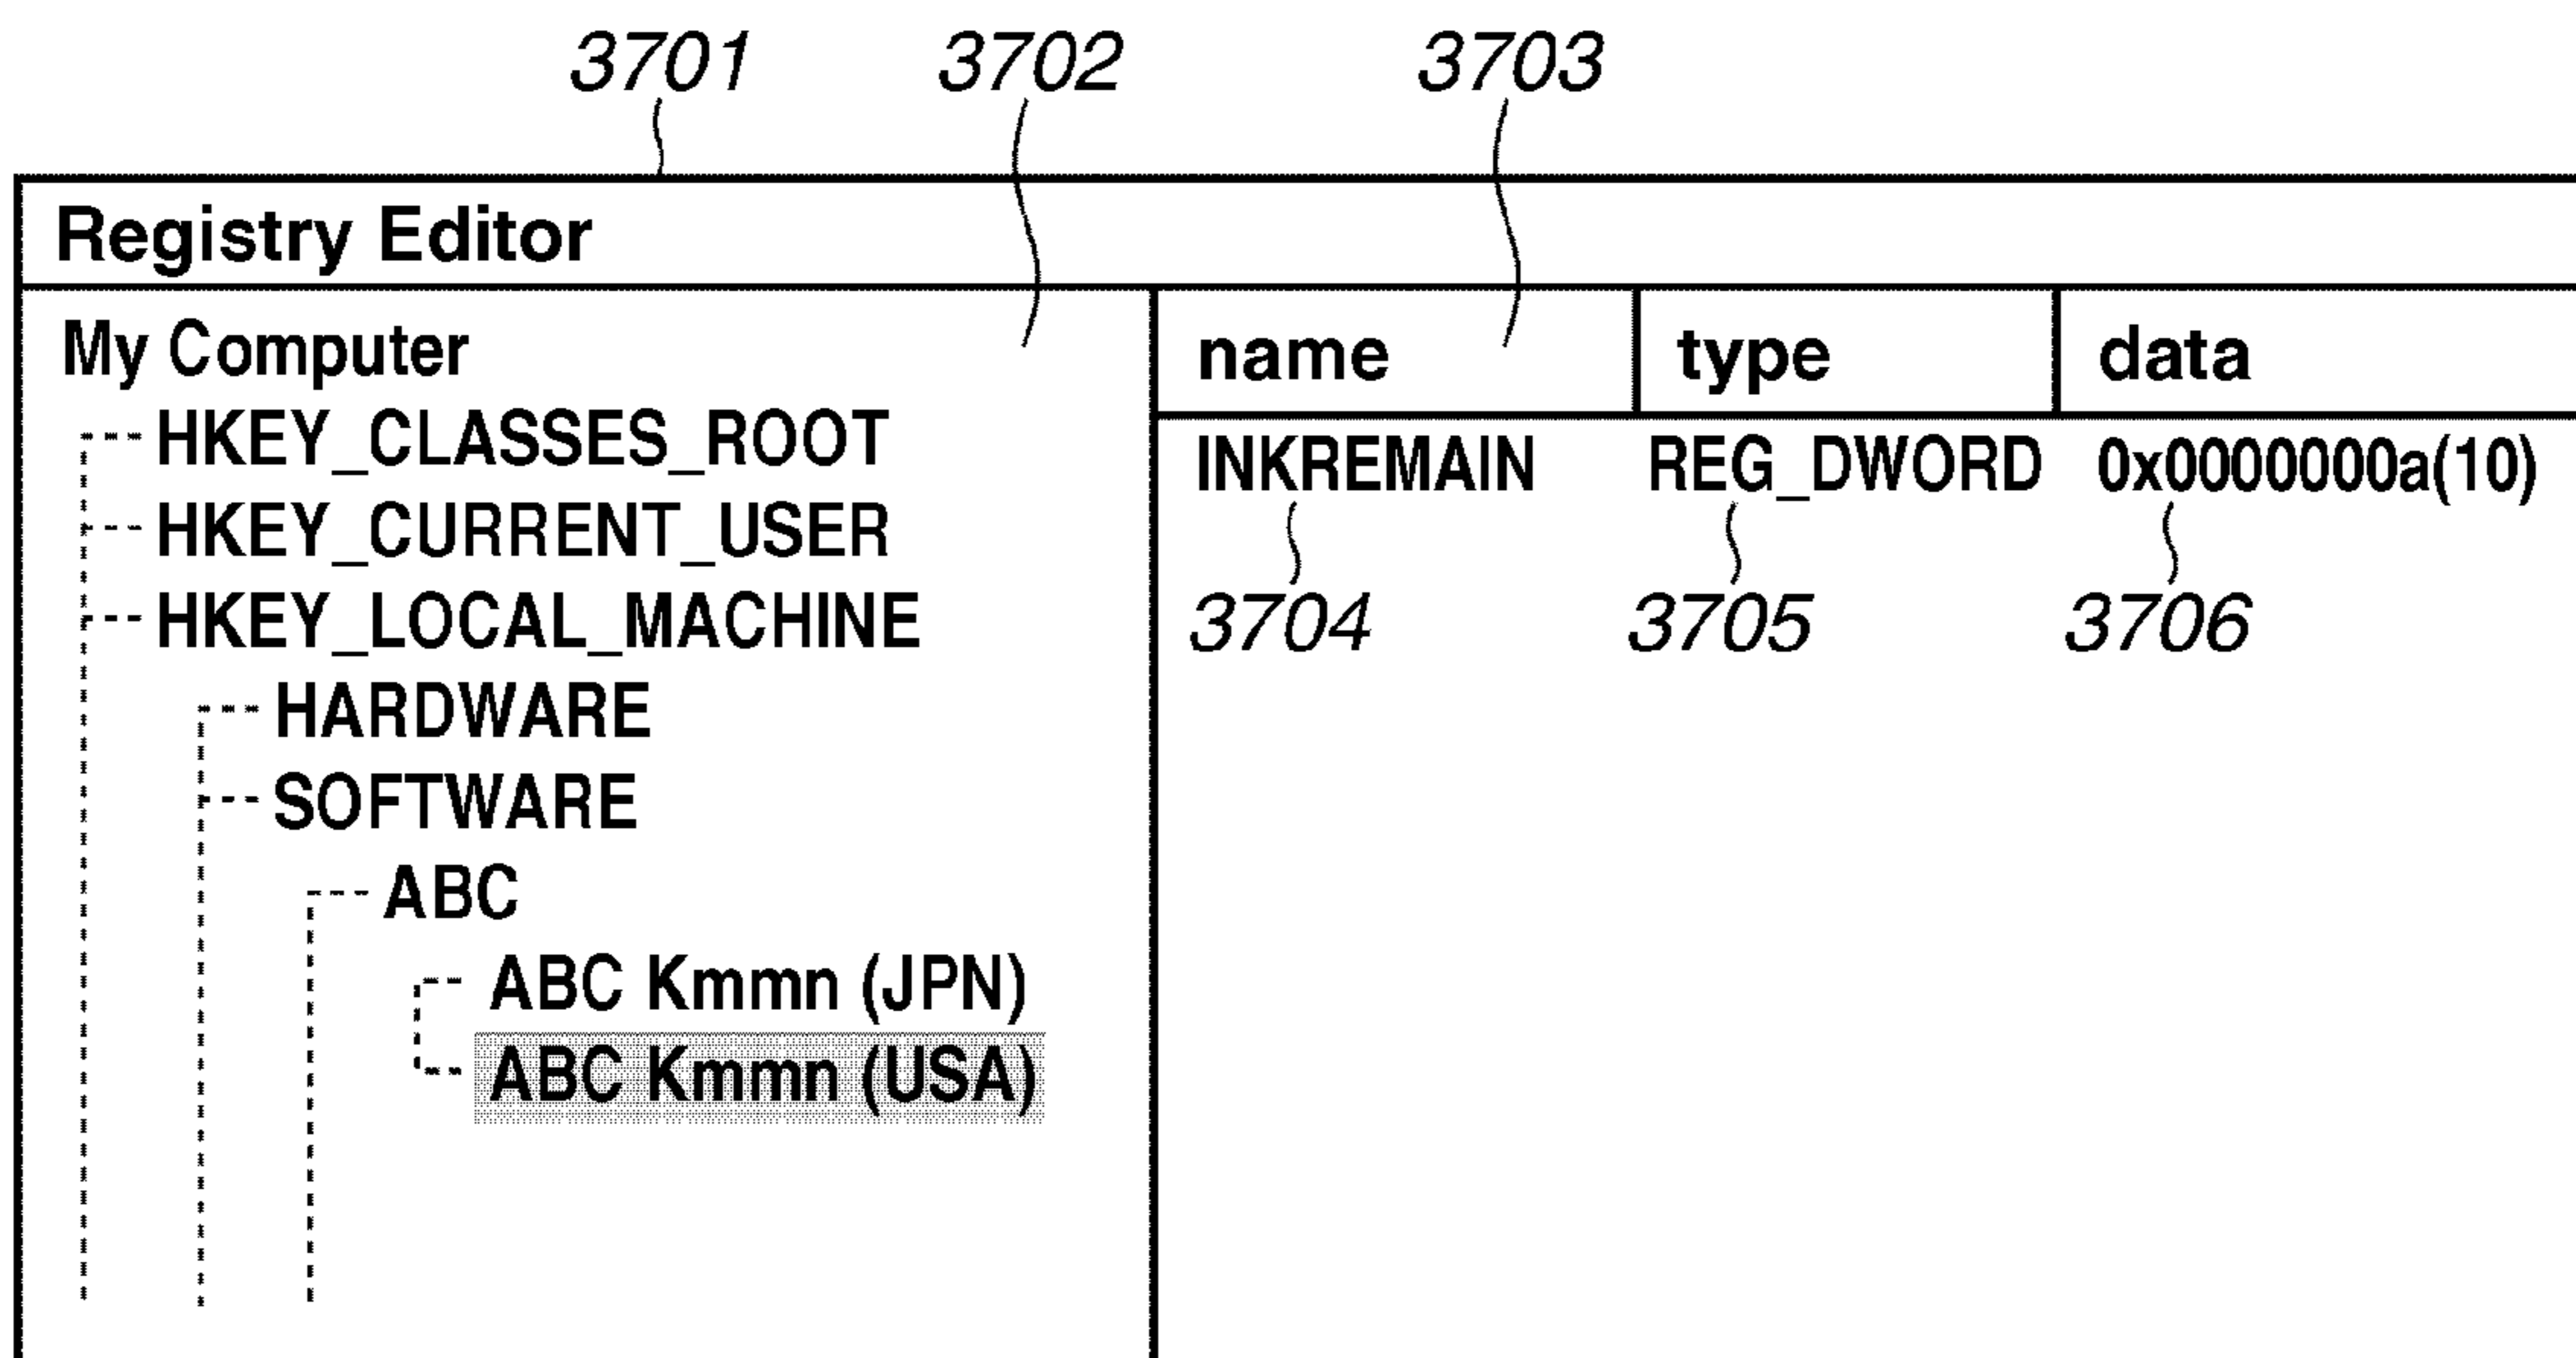 3701 3702 3703
Registry Editor
My Computer
name type data
HKEY_CLASSES_ROOT
INKREMAIN REG_DWORD 0x0000000a(10)
HKEY_CURRENT_USER
HKEY_LOCAL_MACHINE
3704 3705 3706
HARDWARE
SOFTWARE
ABC
ABC Kmmn (JPN)
ABC Kmmn (USA)